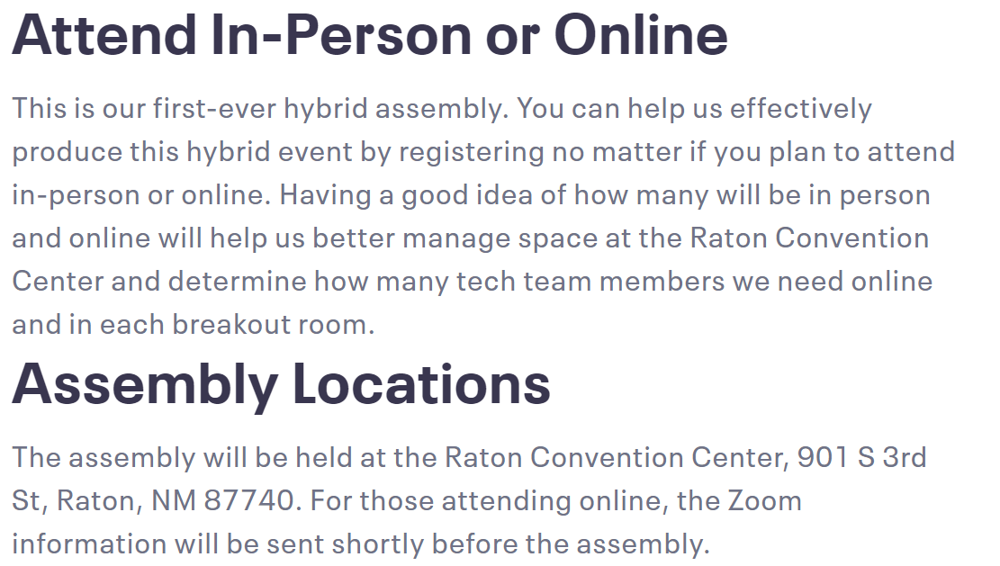 Attend In-Person or Online
This is our first-ever hybrid assembly. You can help us effectively
produce this hybrid event by registering no matter if you plan to attend
in-person or online. Having a good idea of how many will be in person
and online will help us better manage space at the Raton Convention
Center and determine how many tech team members we need online
and in each breakout room.
Assembly Locations
The assembly will be held at the Raton Convention Center, 901 S 3rd
St, Raton, NM 87740. For those attending online, the Zoom
information will be sent shortly before the assembly.